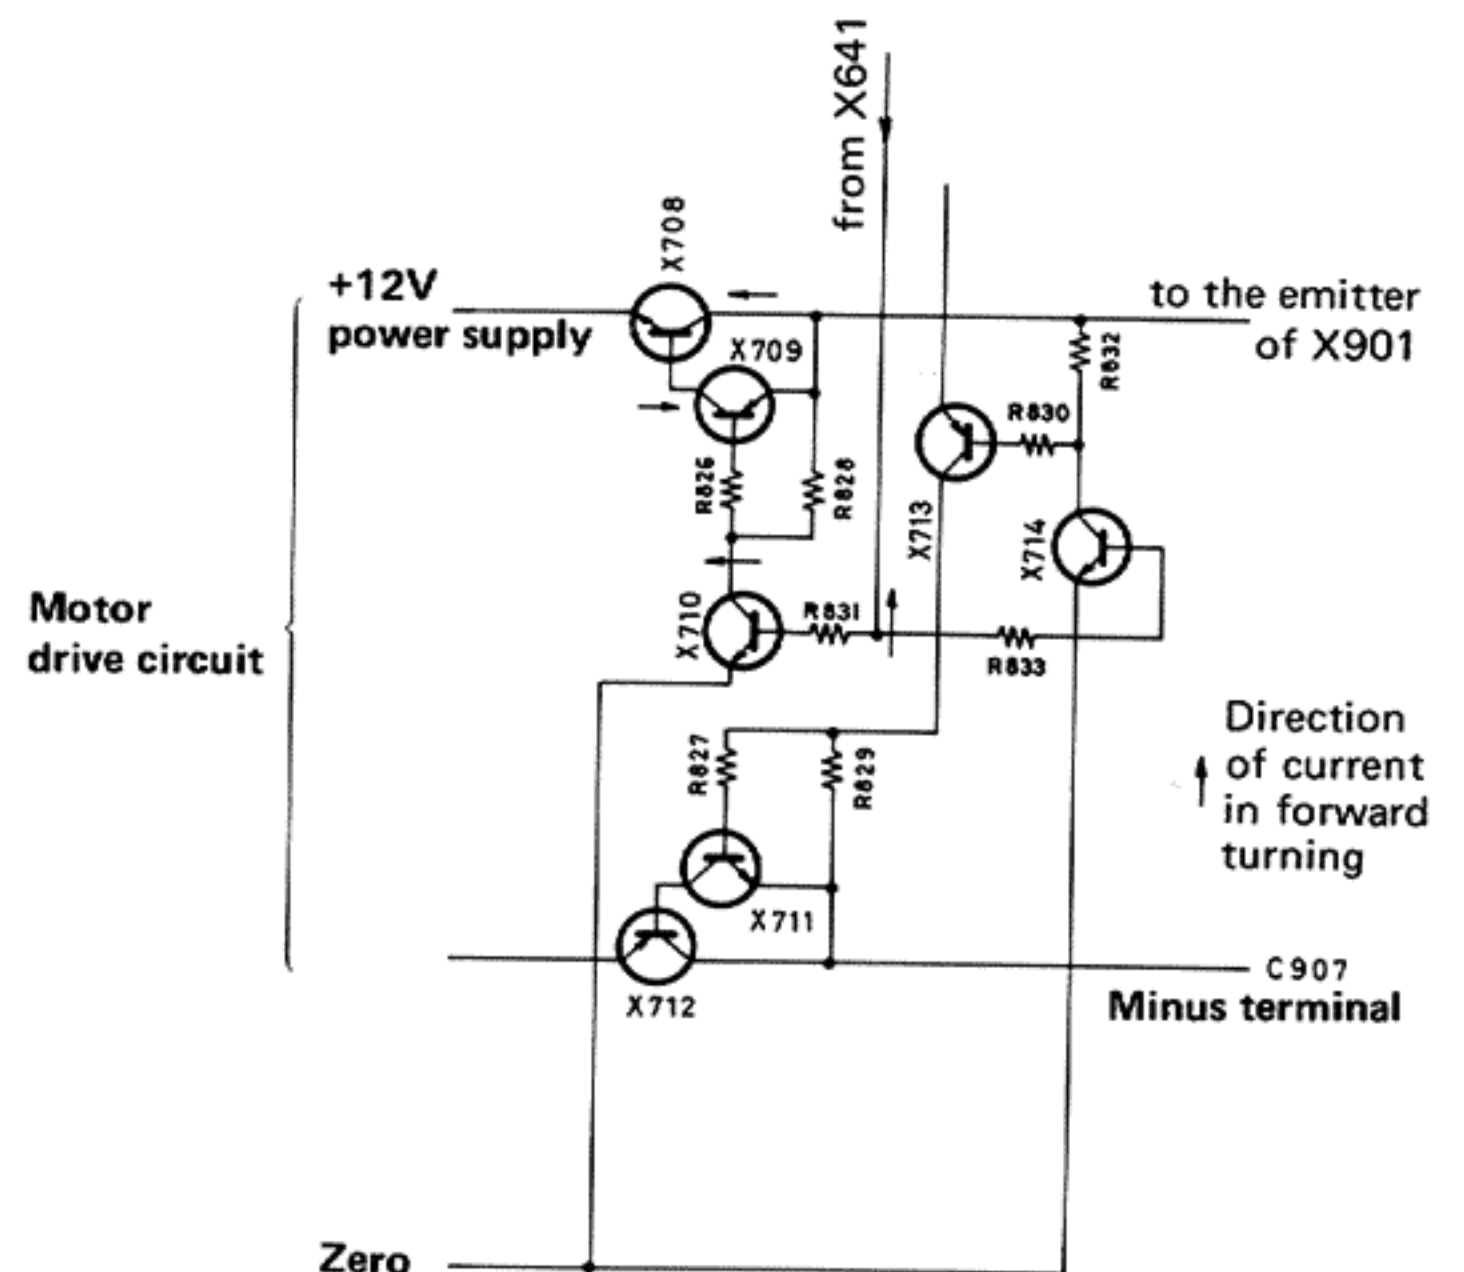 from X641
X708
+12V
power supply
to the emitter
of X901
X709
R832
R830
R826
R828
X713
X714
Motor
drive circuit
X710
R831
R833
Direction
of current
in forward
turning
R827
R829
X711
X712
C907
Minus terminal
Zero